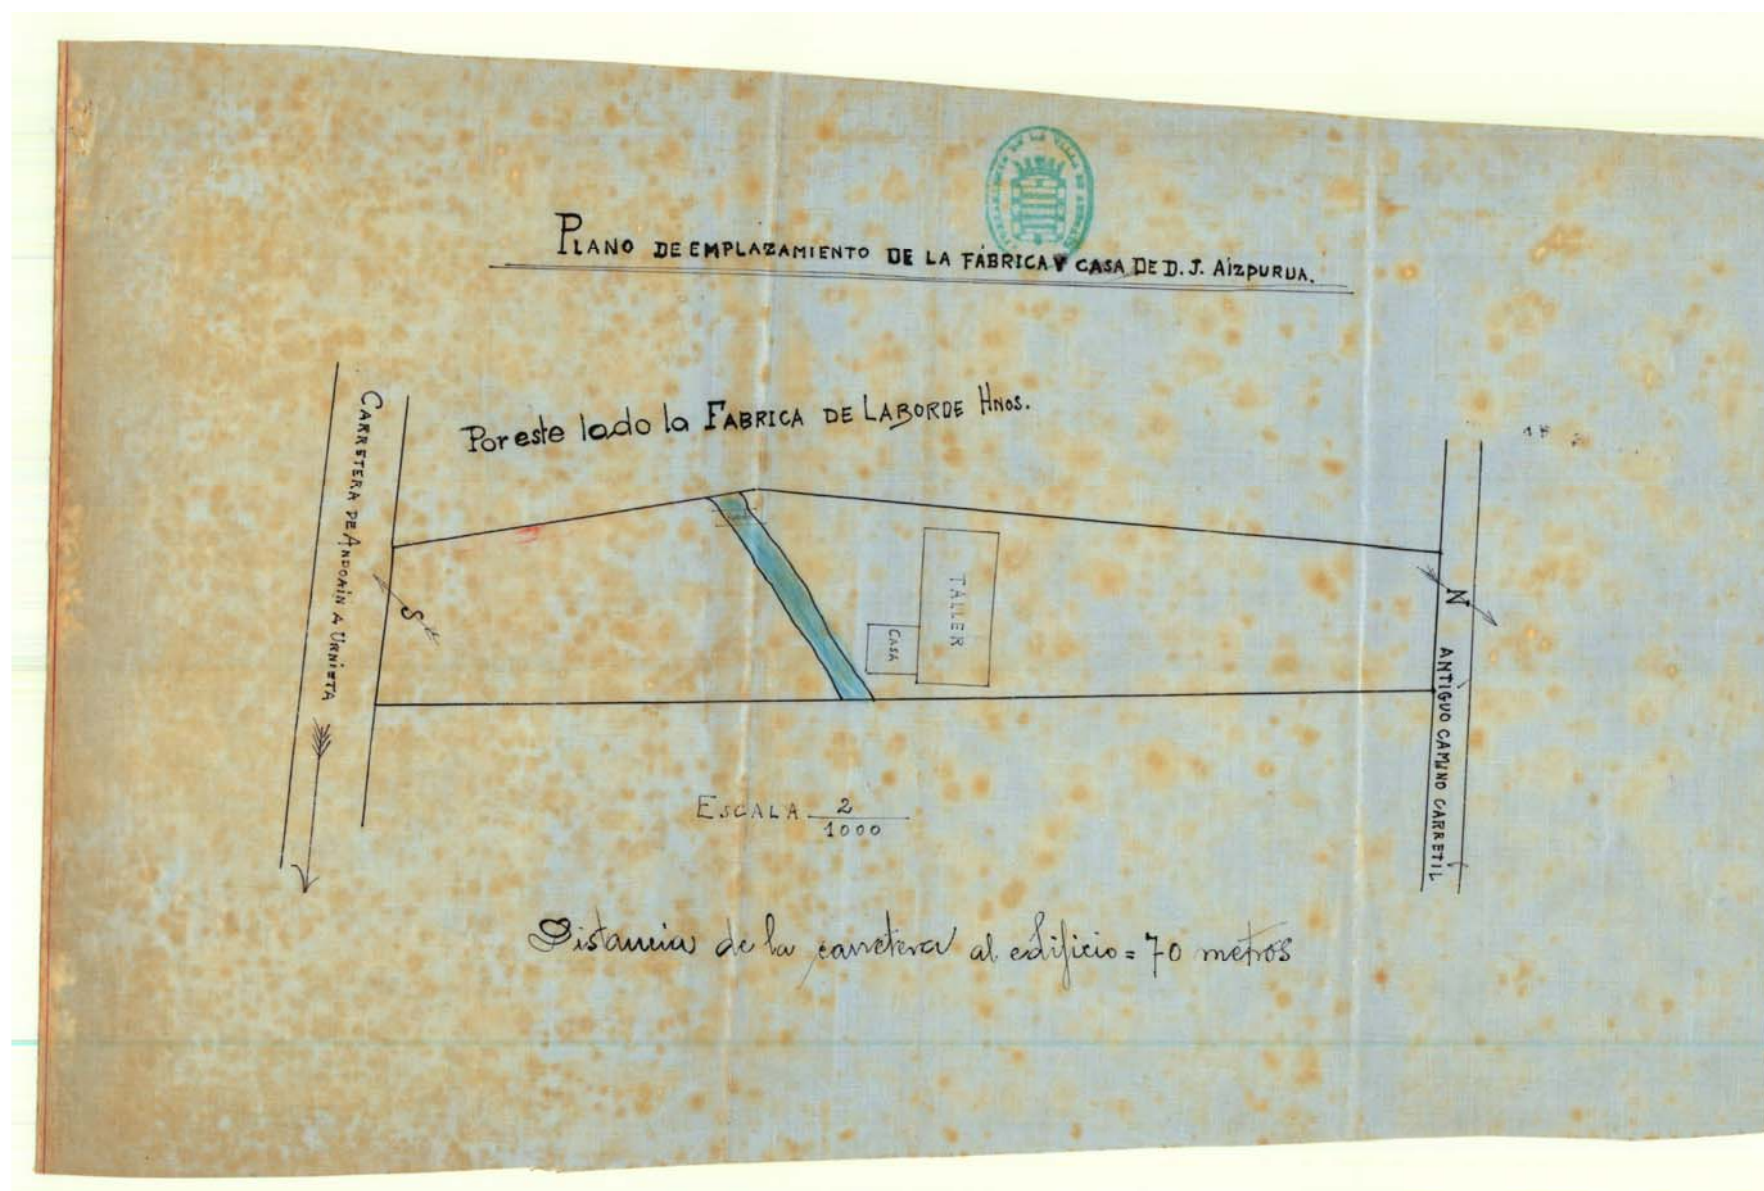 PLANO DE EMPLAZAMIENTO DE LA FÁBRICA Y CASA DE D. J. AIZPURUA.
Por este lado la FABRICA DE LABORDE HNOS.
CARRETERA DE ANDOAIN A URNIETA
S
TALLER
CASA
N
ANTIGUO CAMINO CARRETIL
ESCALA 2/1000
Distancia de la carretera al edificio = 70 metros